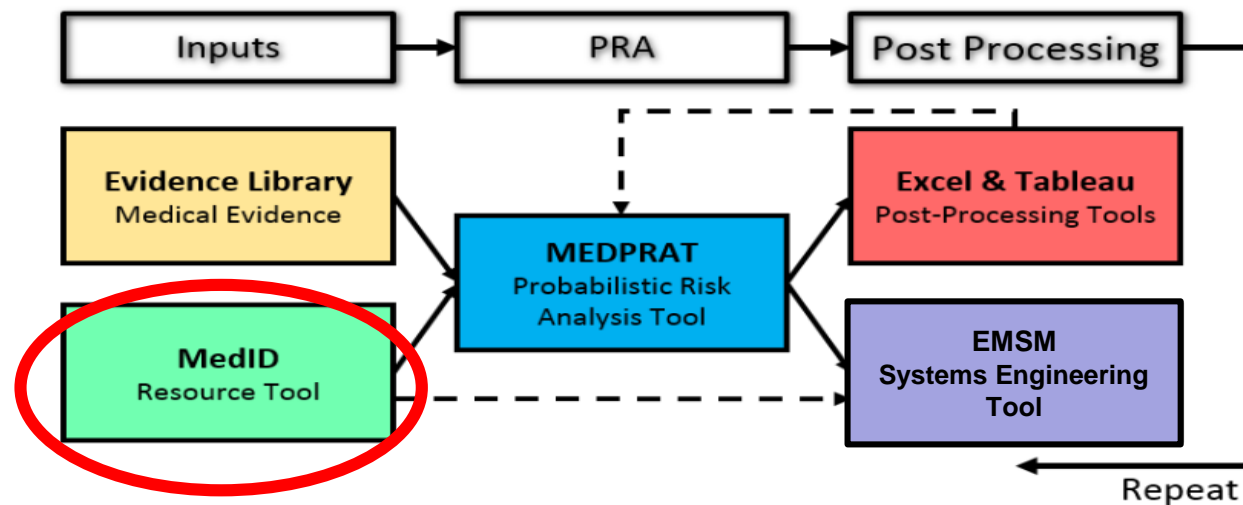 Inputs
PRA
Post Processing
Evidence Library
Medical Evidence
MedID
Resource Tool
MEDPRAT
Probabilistic Risk
Analysis Tool
Excel & Tableau
Post-Processing Tools
EMSM
Systems Engineering
Tool
Repeat